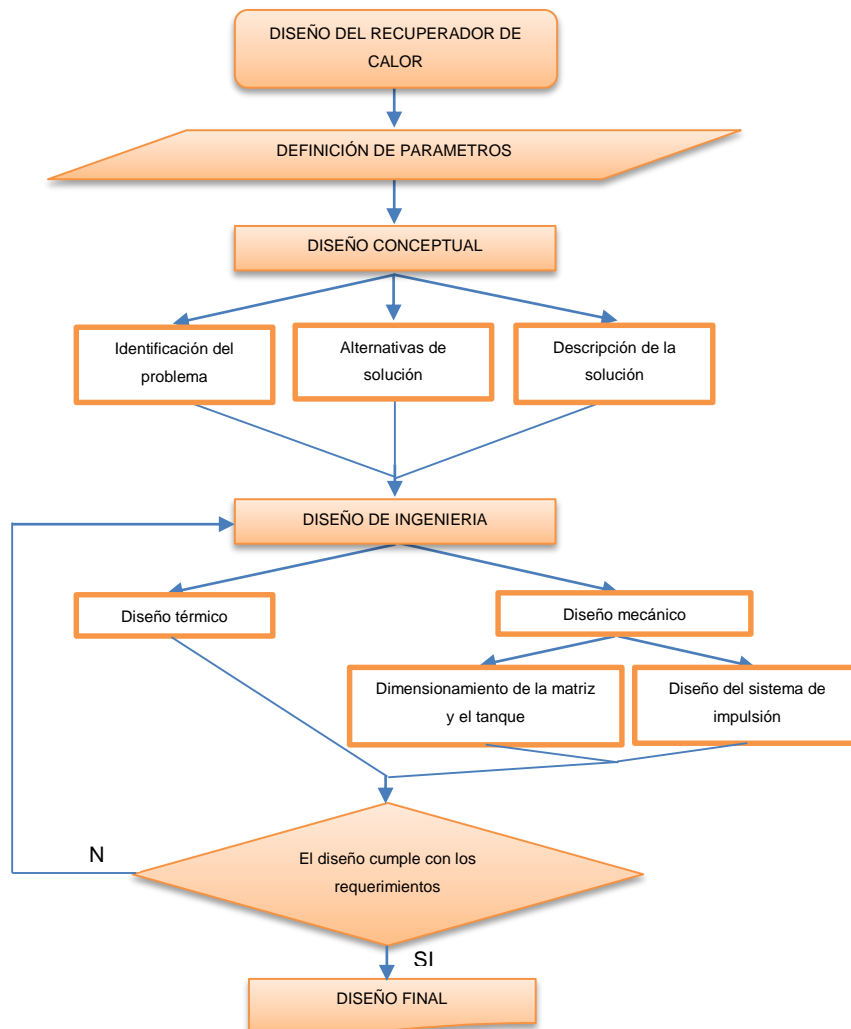 DISEÑO DEL RECUPERADOR DE
CALOR
DEFINICIÓN DE PARAMETROS
DISEÑO CONCEPTUAL
Identificación del
problema
Alternativas de
solución
Descripción de la
solución
DISEÑO DE INGENIERIA
Diseño térmico
Diseño mecánico
Dimensionamiento de la matriz
y el tanque
Diseño del sistema de
impulsión
N
El diseño cumple con los
requerimientos
SI
DISEÑO FINAL